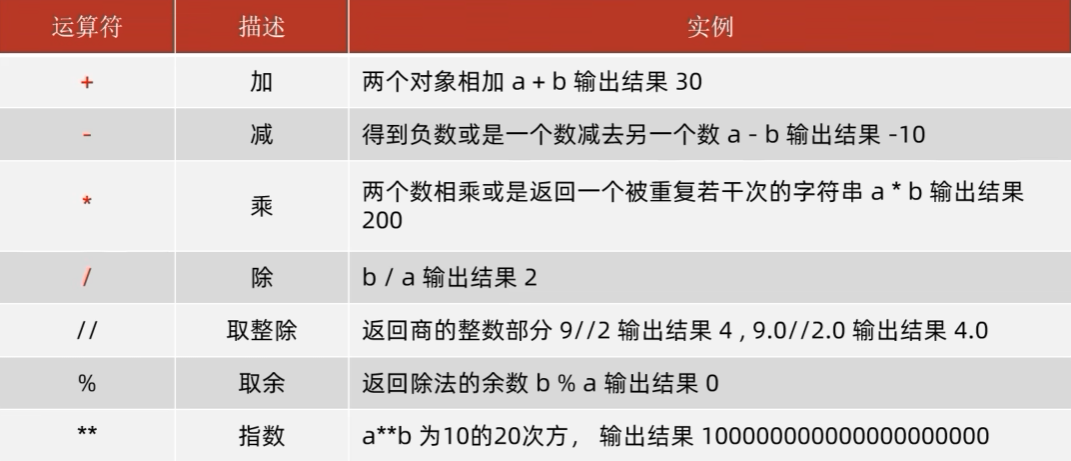 运算符 描述 实例
+ 加 两个对象相加 a + b 输出结果 30
- 减 得到负数或是一个数减去另一个数 a - b 输出结果 -10
* 乘 两个数相乘或是返回一个被重复若干次的字符串 a * b 输出结果
200
/ 除 b / a 输出结果 2
// 取整除 返回商的整数部分 9//2 输出结果 4 , 9.0//2.0 输出结果 4.0
% 取余 返回除法的余数 b % a 输出结果 0
** 指数 a**b 为10的20次方， 输出结果 100000000000000000000